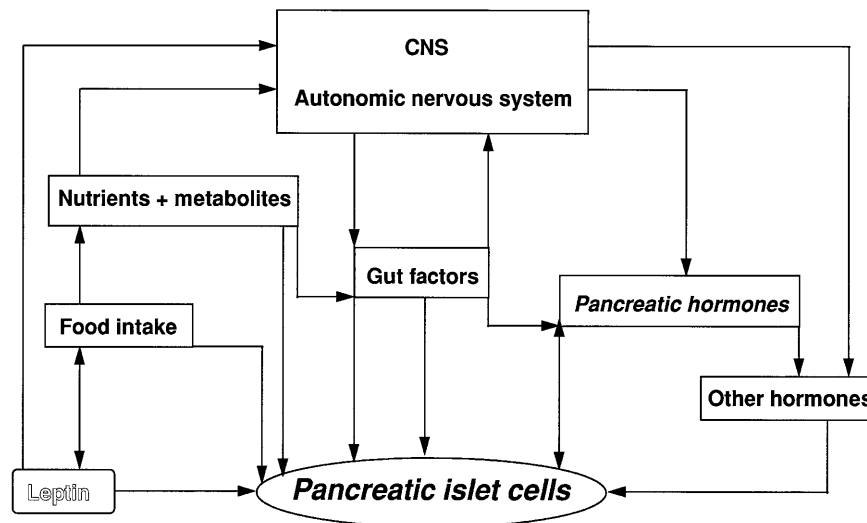 CNS
Autonomic nervous system
Nutrients + metabolites
Gut factors
Pancreatic hormones
Food intake
Other hormones
Leptin
Pancreatic islet cells